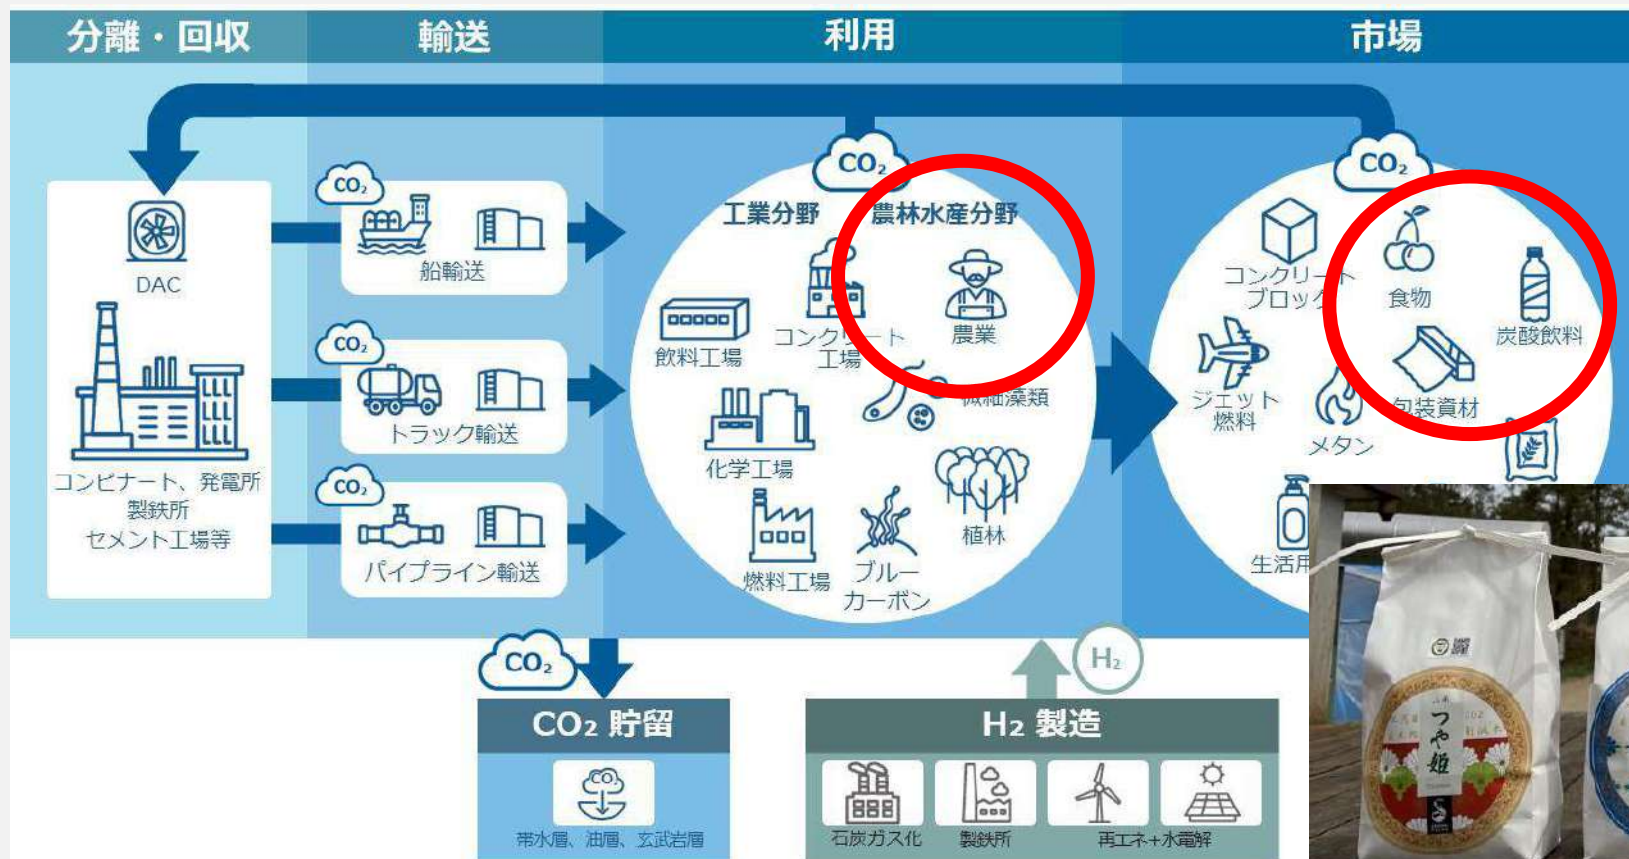 分離・回収
輸送
利用
市場
CO₂
CO₂
DAC
コンビナート、発電所
製鉄所
セメント工場等
CO₂
船輸送
CO₂
トラック輸送
CO₂
パイプライン輸送
工業分野
農林水産分野
飲料工場
コンクリート
工場
農業
化学工場
微細藻類
燃料工場
ブルー
カーボン
植林
コンクリート
ブロック
食物
炭酸飲料
ジェット
燃料
メタン
包装資材
生活用
CO₂
CO₂ 貯留
CO₂
帯水層、油層、玄武岩層
H₂
H₂ 製造
石炭ガス化
製鉄所
再エネ+水電解
つや姫